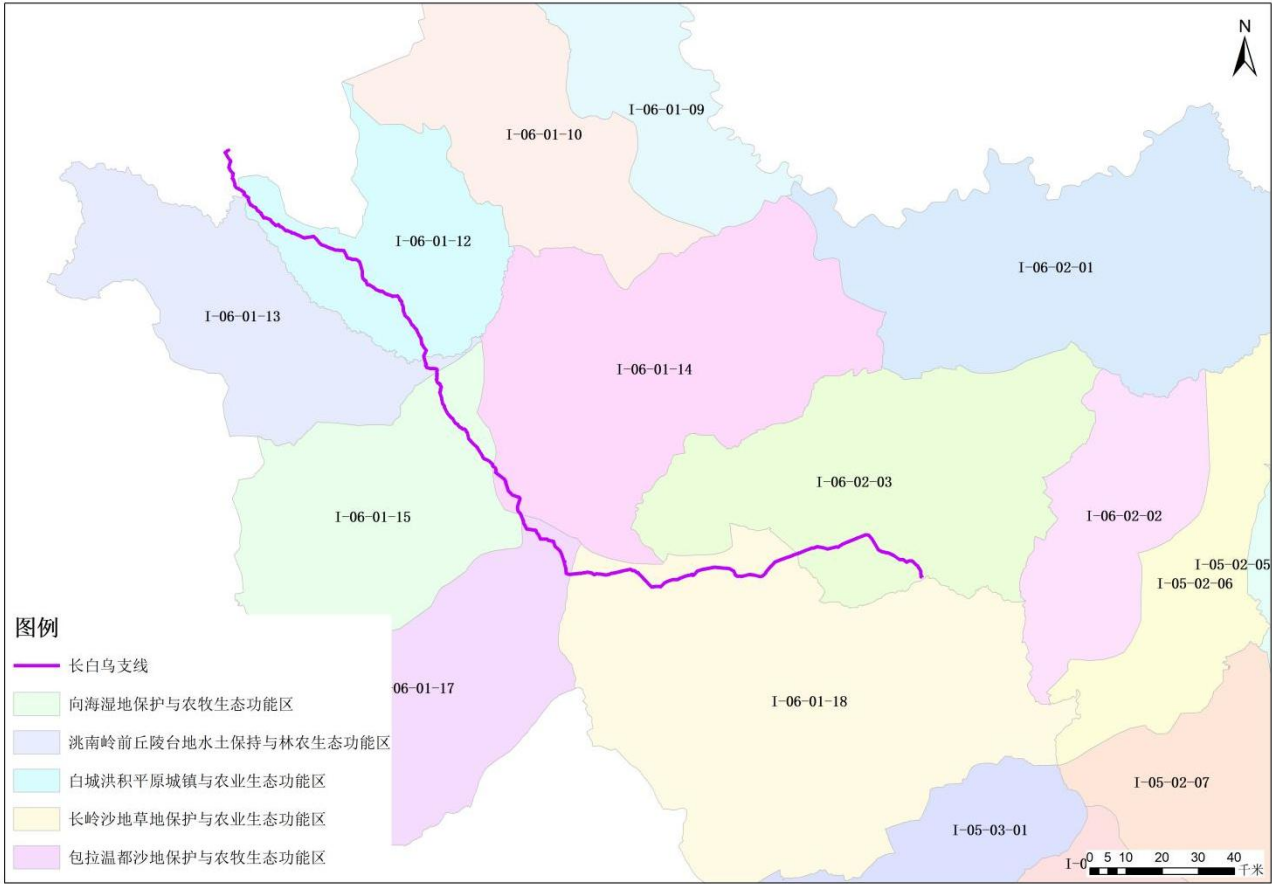 N
I-06-01-09
I-06-01-10
I-06-01-12
I-06-02-01
I-06-01-13
I-06-01-14
I-06-02-03
I-06-01-15
I-06-02-02
I-05-02-05
I-05-02-06
06-01-17
I-06-01-18
I-05-02-07
I-05-03-01
I-0
图例
长白乌支线
向海湿地保护与农牧生态功能区
洮南岭前丘陵台地水土保持与林农生态功能区
白城洪积平原城镇与农业生态功能区
长岭沙地草地保护与农业生态功能区
包拉温都沙地保护与农牧生态功能区
0 5 10 20 30 40
千米